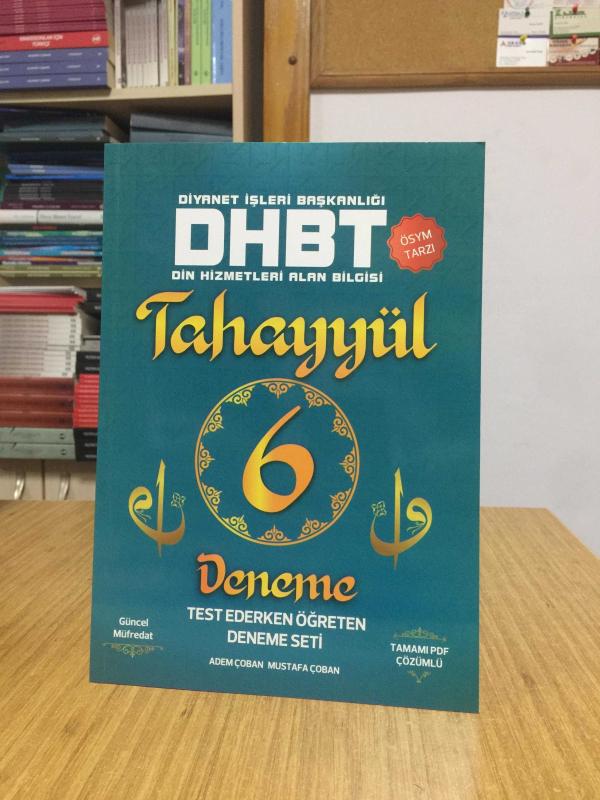 DİYANET İŞLERİ BAŞKANLIĞI
DHBT
DİN HİZMETLERİ ALAN BİLGİSİ
ÖSYM
TARZI
Tahayyül
6
Deneme
TEST EDERKEN ÖĞRETEN
DENEME SETİ
Güncel
Müfredat
TAMAMI PDF
ÇÖZÜMLÜ
ADEM ÇOBAN MUSTAFA ÇOBAN